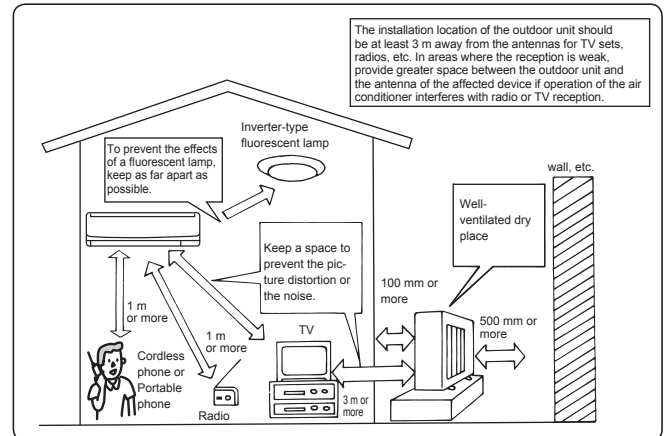 The installation location of the outdoor unit should
be at least 3 m away from the antennas for TV sets,
radios, etc. In areas where the reception is weak,
provide greater space between the outdoor unit and
the antenna of the affected device if operation of the air
conditioner interferes with radio or TV reception.
Inverter-type
fluorescent lamp
To prevent the effects
of a fluorescent lamp,
keep as far apart as
possible.
wall, etc.
Well-
ventilated dry
place
Keep a space to
prevent the pic-
ture distortion or
the noise.
100 mm or
more
500 mm or
more
1 m
or more
1 m
or more
TV
Cordless
phone or
Portable
phone
Radio
3 m or
more